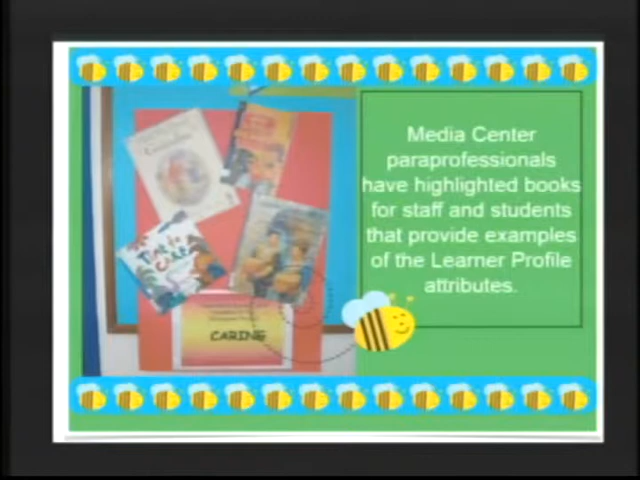 Media Center
paraprofessionals
have highlighted books
for staff and students
that provide examples
of the Learner Profile
attributes.
CARING